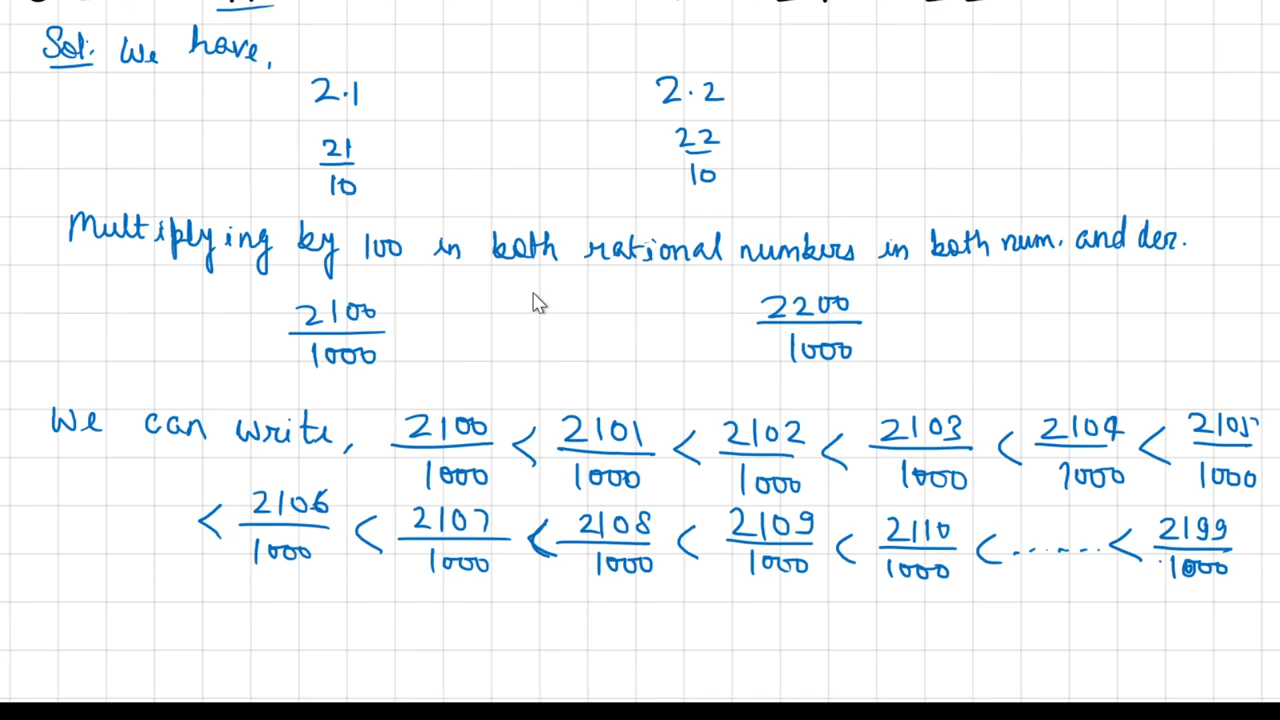 Sol: We have,
2.1 2.2
21/10 22/10
Multiplying by 100 in both rational numbers in both num. and den.
2100/1000 2200/1000
We can write, 2100/1000 < 2101/1000 < 2102/1000 < 2103/1000 < 2104/1000 < 2105/1000
< 2106/1000 < 2107/1000 < 2108/1000 < 2109/1000 < 2110/1000 < ....... < 2199/1000